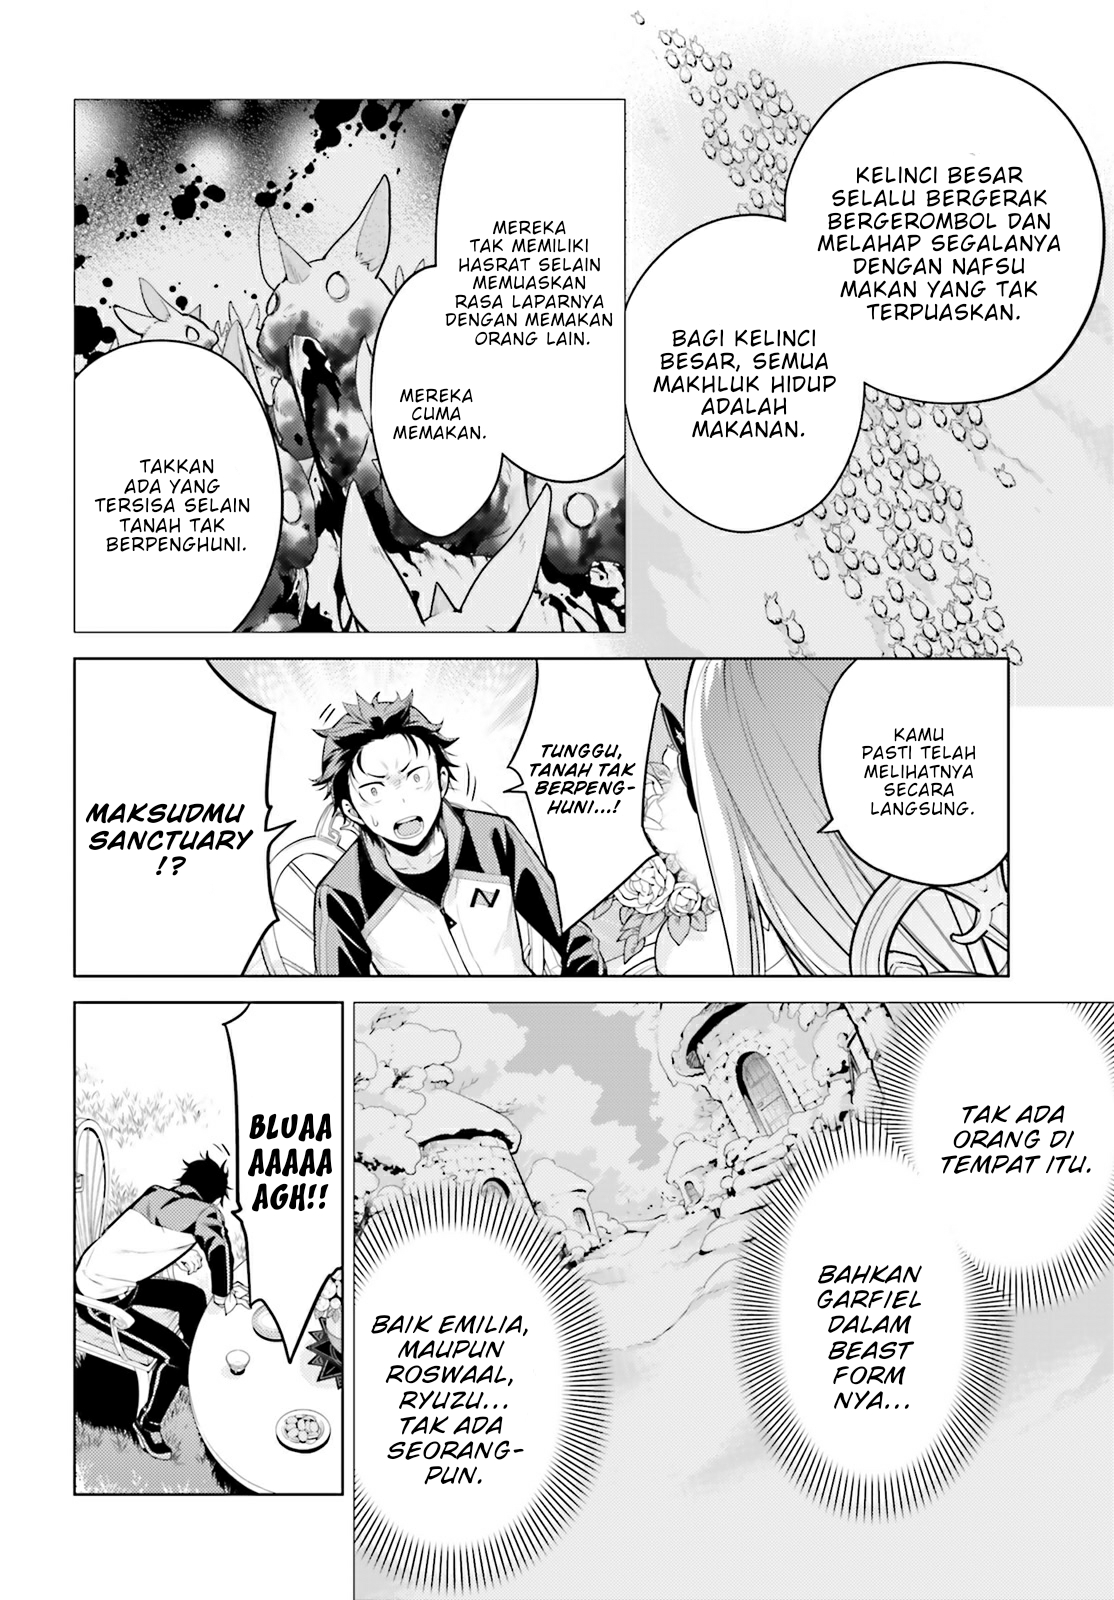 KELINCI BESAR
SELALU BERGERAK
BERGEROMBOL DAN
MELAHAP SEGALANYA
DENGAN NAFSU
MAKAN YANG TAK
TERPUASKAN.
BAGI KELINCI
BESAR, SEMUA
MAKHLUK HIDUP
ADALAH
MAKANAN.
MEREKA
TAK MEMILIKI
HASRAT SELAIN
MEMUASKAN
RASA LAPARNYA
DENGAN MEMAKAN
ORANG LAIN.
MEREKA
CUMA
MEMAKAN.
TAKKAN
ADA YANG
TERSISA SELAIN
TANAH TAK
BERPENGHUNI.
KAMU
PASTI TELAH
MELIHATNYA
SECARA
LANGSUNG.
TUNGGU,
TANAH TAK
BERPENG-
HUNI...!
MAKSUDMU
SANCTUARY
!?
TAK ADA
ORANG DI
TEMPAT ITU.
BAHKAN
GARFIEL
DALAM
BEAST
FORM
NYA...
BAIK EMILIA,
MAUPUN
ROSWAAL,
RYUZU...
TAK ADA
SEORANG-
PUN.
BLUAA
AAAAA
AGH!!